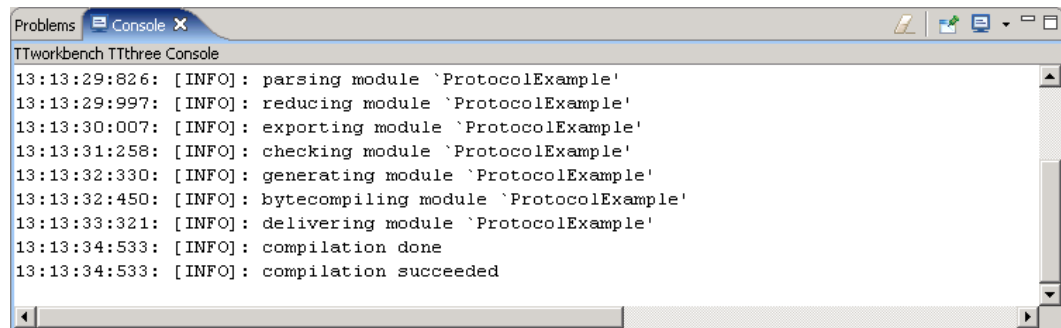 Problems Console
TTworkbench TTthree Console
13:13:29:826: [INFO]: parsing module `ProtocolExample'
13:13:29:997: [INFO]: reducing module `ProtocolExample'
13:13:30:007: [INFO]: exporting module `ProtocolExample'
13:13:31:258: [INFO]: checking module `ProtocolExample'
13:13:32:330: [INFO]: generating module `ProtocolExample'
13:13:32:450: [INFO]: bytecompiling module `ProtocolExample'
13:13:33:321: [INFO]: delivering module `ProtocolExample'
13:13:34:533: [INFO]: compilation done
13:13:34:533: [INFO]: compilation succeeded